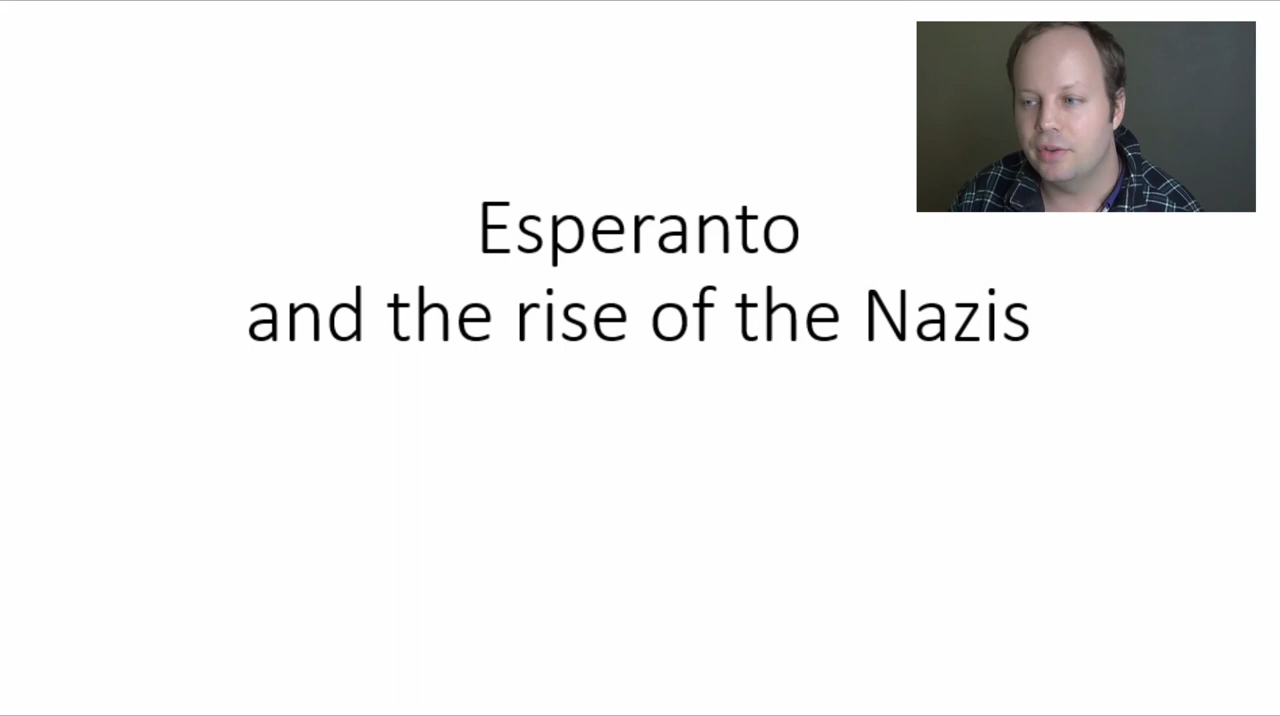 Esperanto
and the rise of the Nazis